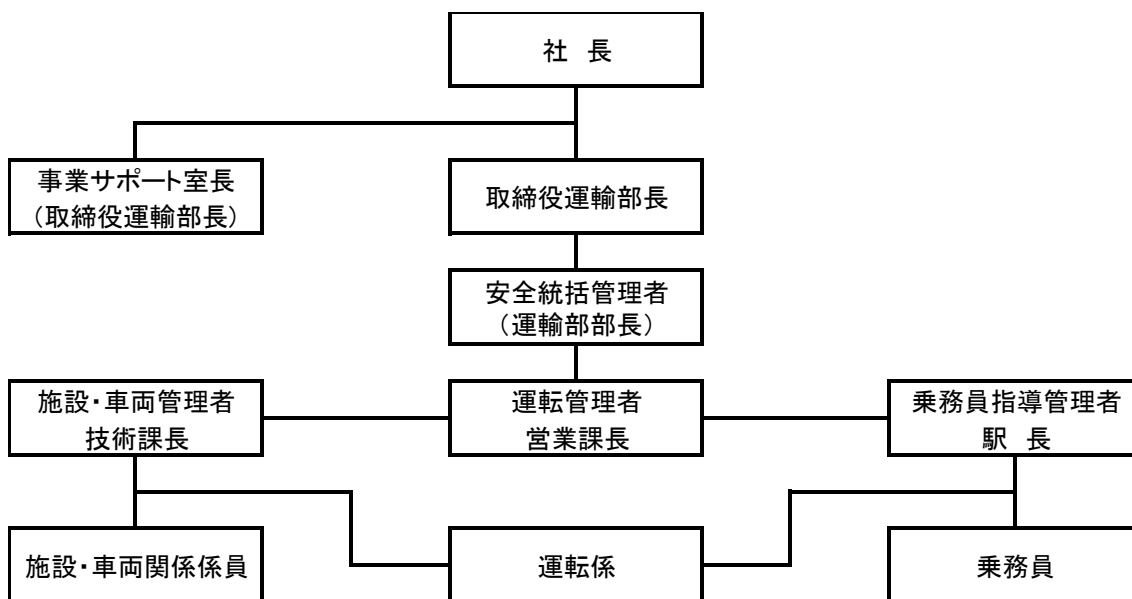 社 長
事業サポート室長
（取締役運輸部長）
取締役運輸部長
安全統括管理者
（運輸部部長）
施設・車両管理者
技術課長
運転管理者
営業課長
乗務員指導管理者
駅 長
施設・車両関係係員
運転係
乗務員